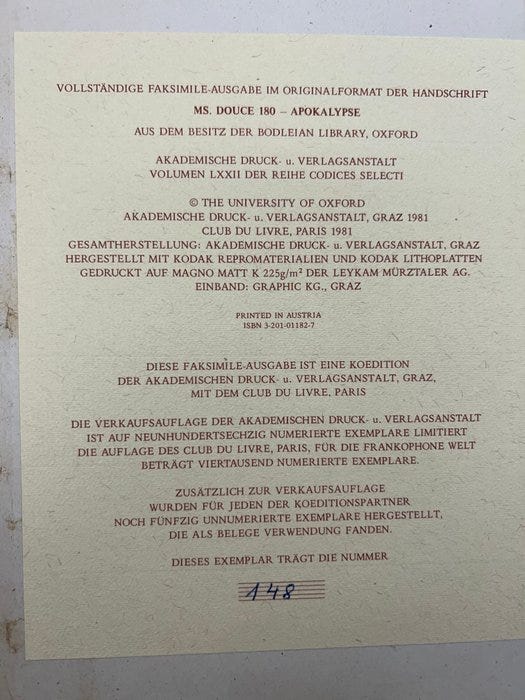 VOLLSTÄNDIGE FAKSIMILE-AUSGABE IM ORIGINALFORMAT DER HANDSCHRIFT
MS. DOUCE 180 – APOKALYPSE
AUS DEM BESITZ DER BODLEIAN LIBRARY, OXFORD
AKADEMISCHE DRUCK- u. VERLAGSANSTALT
VOLUMEN LXXII DER REIHE CODICES SELECTI
© THE UNIVERSITY OF OXFORD
AKADEMISCHE DRUCK- u. VERLAGSANSTALT, GRAZ 1981
CLUB DU LIVRE, PARIS 1981
GESAMTHERSTELLUNG: AKADEMISCHE DRUCK- u. VERLAGSANSTALT, GRAZ
HERGESTELLT MIT KODAK REPROMATERIALIEN UND KODAK LITHOPLATTEN
GEDRUCKT AUF MAGNO MATT K 225g/m² DER LEYKAM MÜRZTALER AG.
EINBAND: GRAPHIC KG., GRAZ
PRINTED IN AUSTRIA
ISBN 3-201-01182-7
DIESE FAKSIMILE-AUSGABE IST EINE KOEDITION
DER AKADEMISCHEN DRUCK- u. VERLAGSANSTALT, GRAZ,
MIT DEM CLUB DU LIVRE, PARIS
DIE VERKAUFSAUFLAGE DER AKADEMISCHEN DRUCK- u. VERLAGSANSTALT
IST AUF NEUNHUNDERTSECHZIG NUMERIERTE EXEMPLARE LIMITIERT
DIE AUFLAGE DES CLUB DU LIVRE, PARIS, FÜR DIE FRANKOPHONE WELT
BETRÄGT VIERTAUSEND NUMERIERTE EXEMPLARE.
ZUSÄTZLICH ZUR VERKAUFSAUFLAGE
WURDEN FÜR JEDEN DER KOEDITIONSPARTNER
NOCH FÜNFZIG UNNUMERIERTE EXEMPLARE HERGESTELLT,
DIE ALS BELEGE VERWENDUNG FANDEN.
DIESES EXEMPLAR TRÄGT DIE NUMMER
148